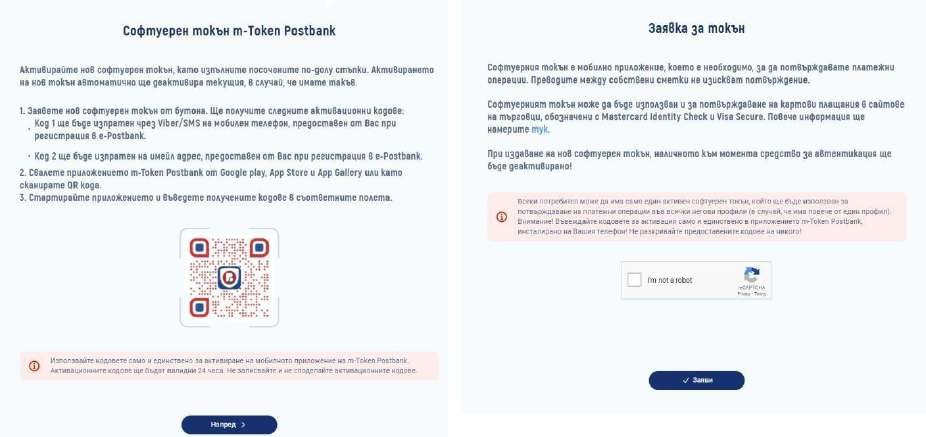 Софтуерен токън m-Token Postbank
Активирайте нов софтуерен токън, като изпълните посочените по-долу стъпки. Активирането
на нов токън автоматично ще деактивира текущия, в случай, че имате такъв.
1. Заявете нов софтуерен токън от бутона. Ще получите следните активационни кодове:
· Код 1 ще бъде изпратен чрез Viber/SMS на мобилен телефон, предоставен от Вас при
регистрация в e-Postbank.
· Код 2 ще бъде изпратен на имейл адрес, предоставен от Вас при регистрация в e-Postbank.
2. Свалете приложението m-Token Postbank от Google play, App Store и App Gallery или като
сканирате QR кода.
3. Стартирайте приложението и въведете получените кодове в съответните полета.
Използвайте кодовете само и единствено за активиране на мобилното приложение на m-Token Postbank.
Активационните кодове ще бъдат валидни 24 часа. Не записвайте и не споделяйте активационните кодове.
Напред
Заявка за токън
Софтуерния токън е мобилно приложение, което е необходимо, за да потвърждавате платежни
операции. Преводите между собствени сметки не изискват потвърждение.
Софтуерният токън може да бъде използван и за потвърждаване на картови плащания в сайтове
на търговци, обозначени с Mastercard Identity Check и Visa Secure. Повече информация ще
намерите тук.
При издаване на нов софтуерен токън, наличното към момента средство за автентикация ще
бъде деактивирано!
Всеки потребител може да има само един активен софтуерен токън, който ще бъде използван за
потвърждаване на платежни операции във всички негови профили (в случай, че има повече от един профил).
Внимание! Въвеждайте кодовете за активация само и единствено в приложението m-Token Postbank,
инсталирано на Вашия телефон! Не разкривайте предоставените кодове на никого!
I'm not a robot
reCAPTCHA
Privacy - Terms
Заяви